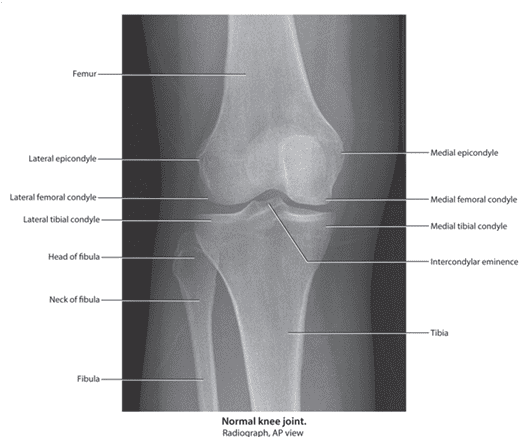 Femur
Lateral epicondyle
Medial epicondyle
Lateral femoral condyle
Medial femoral condyle
Lateral tibial condyle
Medial tibial condyle
Head of fibula
Intercondylar eminence
Neck of fibula
Tibia
Fibula
Normal knee joint.
Radiograph, AP view